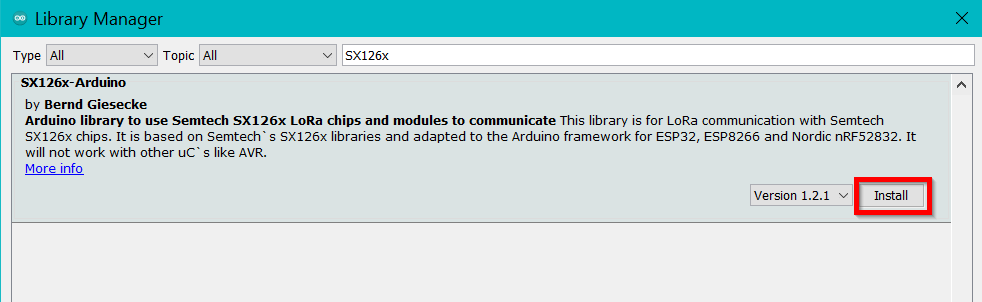 Library Manager
Type All Topic All SX126x
SX126x-Arduino
by Bernd Giesecke
Arduino library to use Semtech SX126x LoRa chips and modules to communicate This library is for LoRa communication with Semtech
SX126x chips. It is based on Semtech`s SX126x libraries and adapted to the Arduino framework for ESP32, ESP8266 and Nordic nRF52832. It
will not work with other uC`s like AVR.
More info
Version 1.2.1 Install